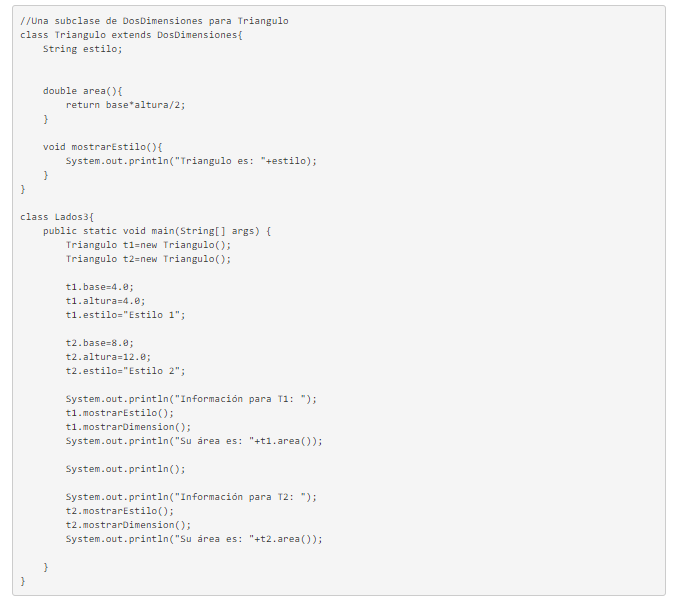 //Una subclase de DosDimensiones para Triangulo
class Triangulo extends DosDimensiones{
    String estilo;
    double area(){
        return base*altura/2;
    }
    void mostrarEstilo(){
        System.out.println("Triangulo es: "+estilo);
    }
}
class Lados3{
    public static void main(String[] args) {
        Triangulo t1=new Triangulo();
        Triangulo t2=new Triangulo();
        t1.base=4.0;
        t1.altura=4.0;
        t1.estilo="Estilo 1";
        t2.base=8.0;
        t2.altura=12.0;
        t2.estilo="Estilo 2";
        System.out.println("Información para T1: ");
        t1.mostrarEstilo();
        t1.mostrarDimension();
        System.out.println("Su área es: "+t1.area());
        System.out.println();
        System.out.println("Información para T2: ");
        t2.mostrarEstilo();
        t2.mostrarDimension();
        System.out.println("Su área es: "+t2.area());
    }
}